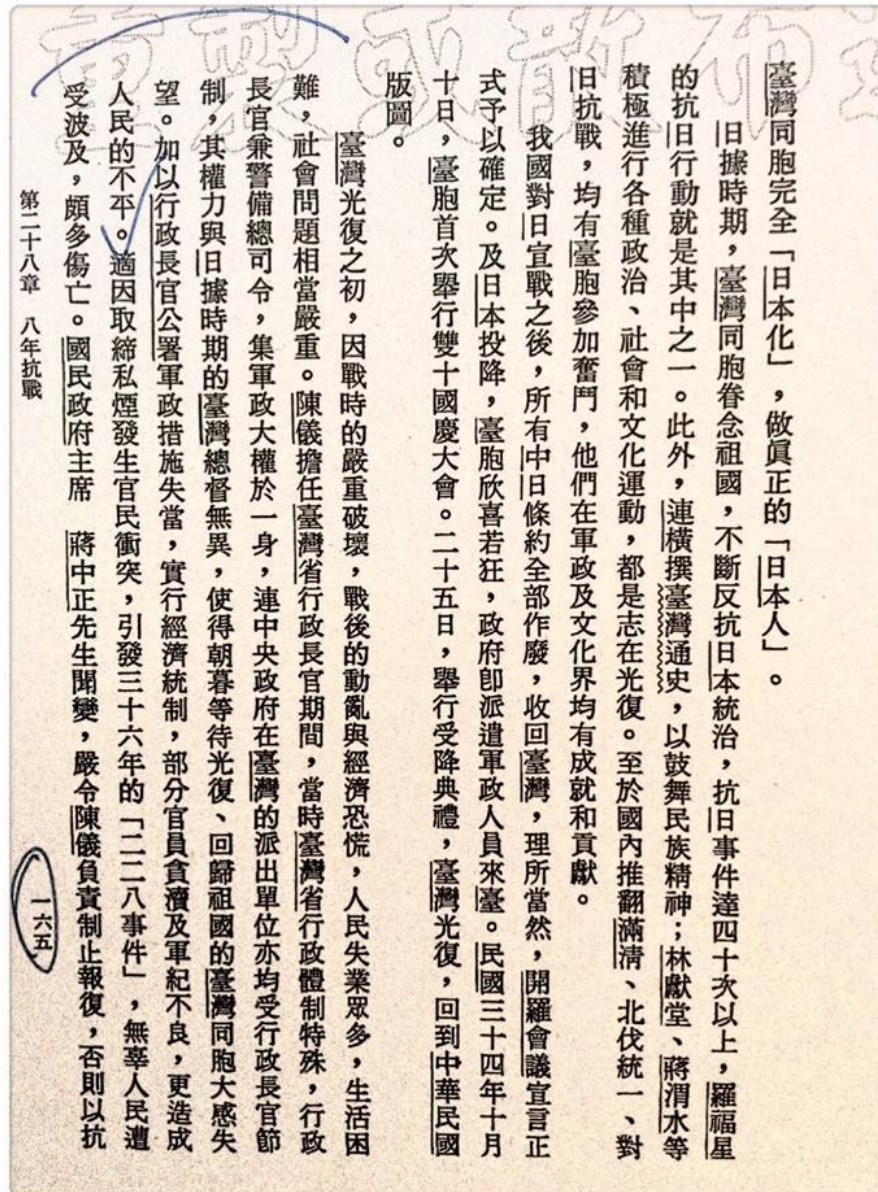 臺灣同胞完全「日本化」，做眞正的「日本人」。
日據時期，臺灣同胞眷念祖國，不斷反抗日本統治，抗日事件達四十次以上，羅福星
的抗日行動就是其中之一。此外，連橫撰臺灣通史，以鼓舞民族精神；林獻堂、蔣渭水等
積極進行各種政治、社會和文化運動，都是志在光復。至於國內推翻滿清、北伐統一、對
日抗戰，均有臺胞參加奮鬥，他們在軍政及文化界均有成就和貢獻。
我國對日宣戰之後，所有中日條約全部作廢，收回臺灣，理所當然，開羅會議宣言正
式予以確定。及日本投降，臺胞欣喜若狂，政府卽派遣軍政人員來臺。民國三十四年十月
十日，臺胞首次舉行雙十國慶大會。二十五日，舉行受降典禮，臺灣光復，回到中華民國
版圖。
臺灣光復之初，因戰時的嚴重破壞，戰後的動亂與經濟恐慌，人民失業眾多，生活困
難，社會問題相當嚴重。陳儀擔任臺灣省行政長官期間，當時臺灣省行政體制特殊，行政
長官兼警備總司令，集軍政大權於一身，連中央政府在臺灣的派出單位亦均受行政長官節
制，其權力與日據時期的臺灣總督無異，使得朝暮等待光復、回歸祖國的臺灣同胞大感失
望。加以行政長官公署軍政措施失當，實行經濟統制，部分官員貪瀆及軍紀不良，更造成
人民的不平。適因取締私煙發生官民衝突，引發三十六年的「二二八事件」，無辜人民遭
受波及，頗多傷亡。國民政府主席　蔣中正先生聞變，嚴令陳儀負責制止報復，否則以抗
第二十八章　八年抗戰
一六五